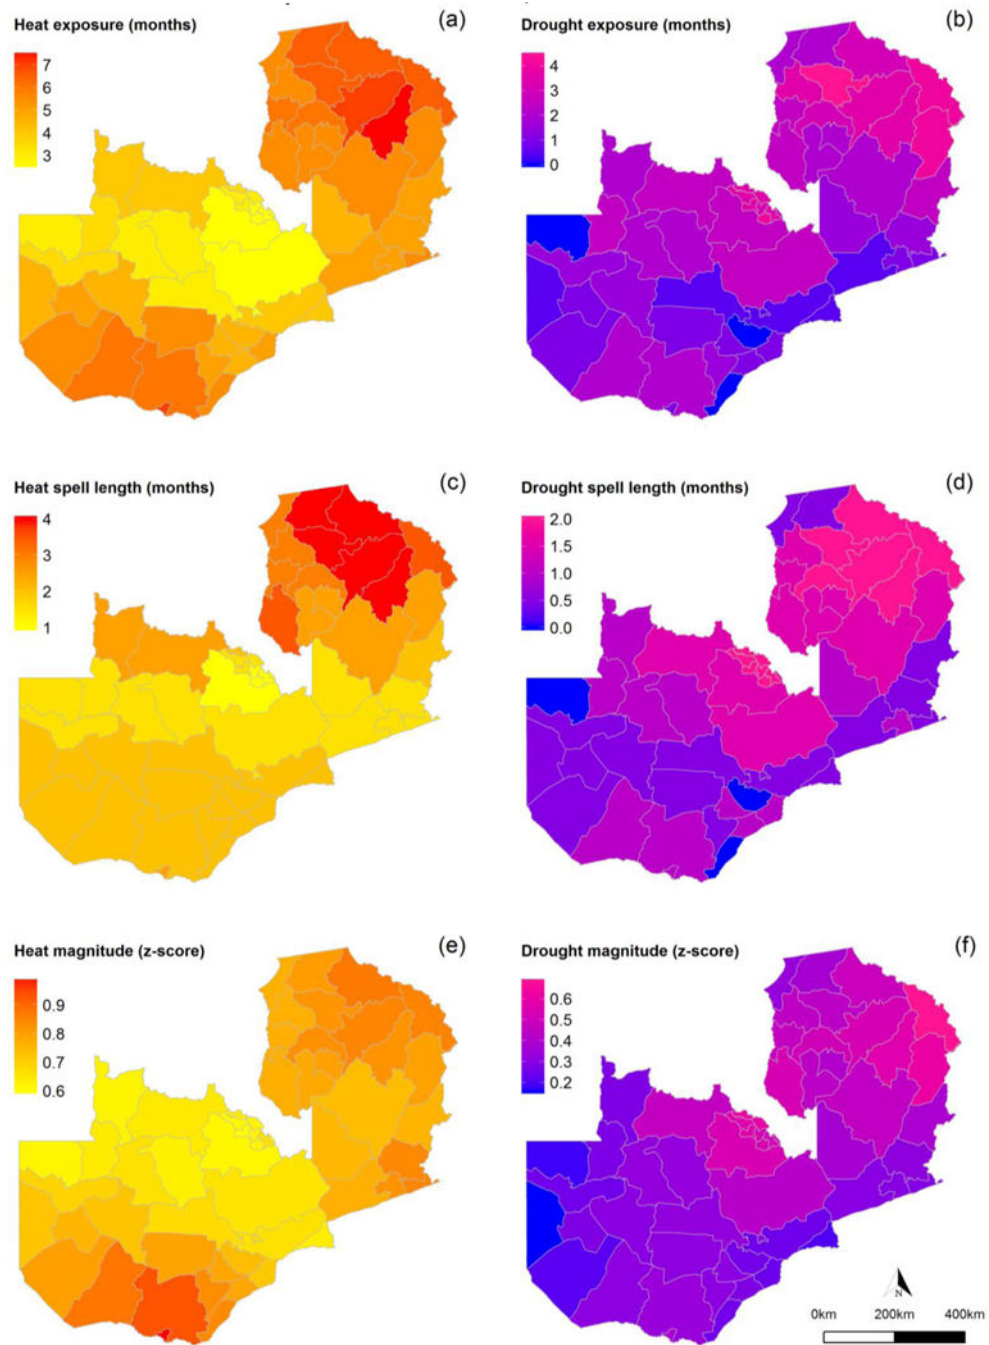 Heat exposure (months)
(a)
7
6
5
4
3
Drought exposure (months)
(b)
4
3
2
1
0
Heat spell length (months)
(c)
4
3
2
1
Drought spell length (months)
(d)
2.0
1.5
1.0
0.5
0.0
Heat magnitude (z-score)
(e)
0.9
0.8
0.7
0.6
Drought magnitude (z-score)
(f)
0.6
0.5
0.4
0.3
0.2
N
0km 200km 400km